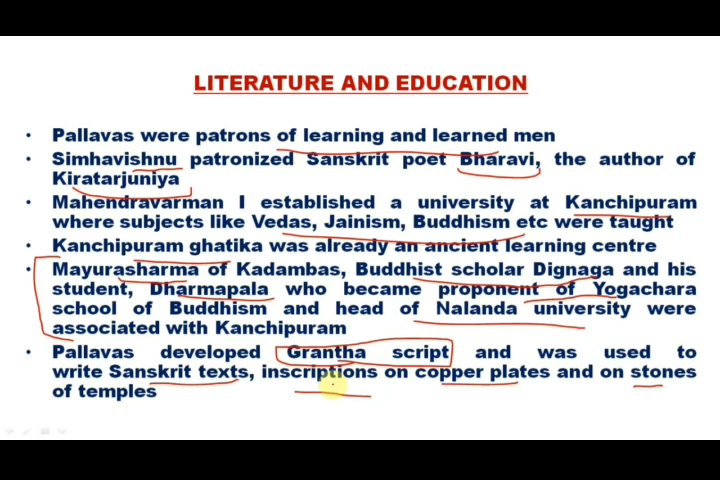 LITERATURE AND EDUCATION
• Pallavas were patrons of learning and learned men
• Simhavishnu patronized Sanskrit poet Bharavi, the author of
Kiratarjuniya
• Mahendravarman I established a university at Kanchipuram
where subjects like Vedas, Jainism, Buddhism etc were taught
• Kanchipuram ghatika was already an ancient learning centre
• Mayurasharma of Kadambas, Buddhist scholar Dignaga and his
student, Dharmapala who became proponent of Yogachara
school of Buddhism and head of Nalanda university were
associated with Kanchipuram
• Pallavas developed Grantha script and was used to
write Sanskrit texts, inscriptions on copper plates and on stones
of temples